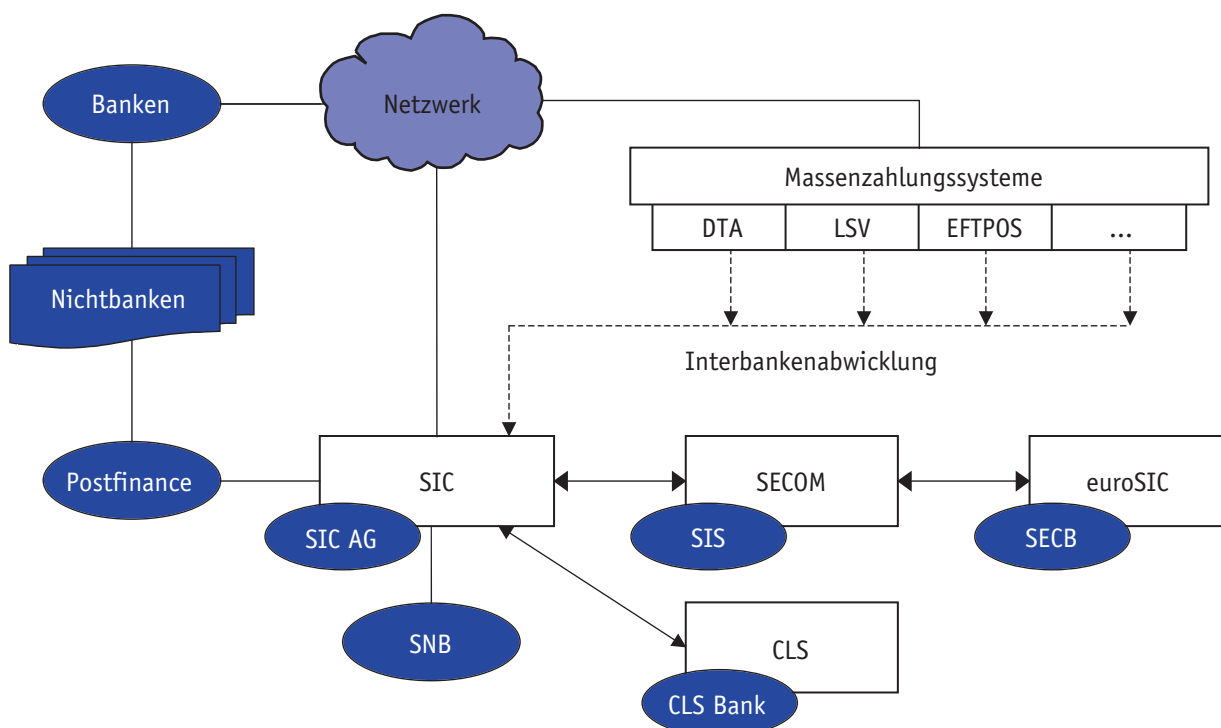 Banken
Netzwerk
Massenzahlungssysteme
DTA
LSV
EFTPOS
...
Nichtbanken
Interbankenabwicklung
Postfinance
SIC
SECOM
euroSIC
SIC AG
SIS
SECB
SNB
CLS
CLS Bank